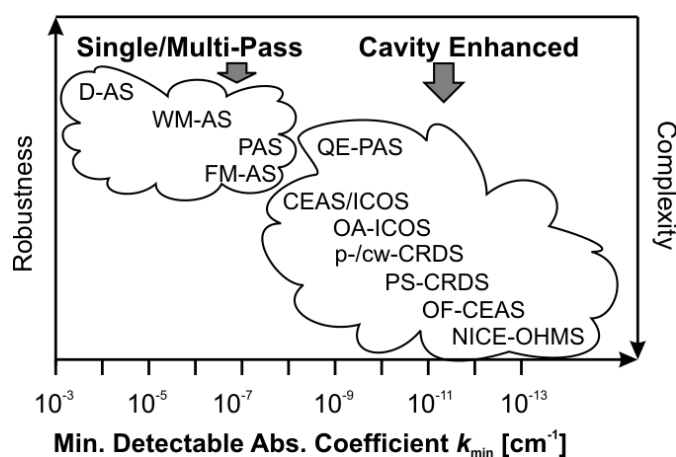 Single/Multi-Pass
Cavity Enhanced
D-AS
WM-AS
PAS
QE-PAS
FM-AS
CEAS/ICOS
OA-ICOS
p-/cw-CRDS
PS-CRDS
OF-CEAS
NICE-OHMS
Robustness
Complexity
10⁻³ 10⁻⁵ 10⁻⁷ 10⁻⁹ 10⁻¹¹ 10⁻¹³
Min. Detectable Abs. Coefficient kₘᵢₙ [cm⁻¹]